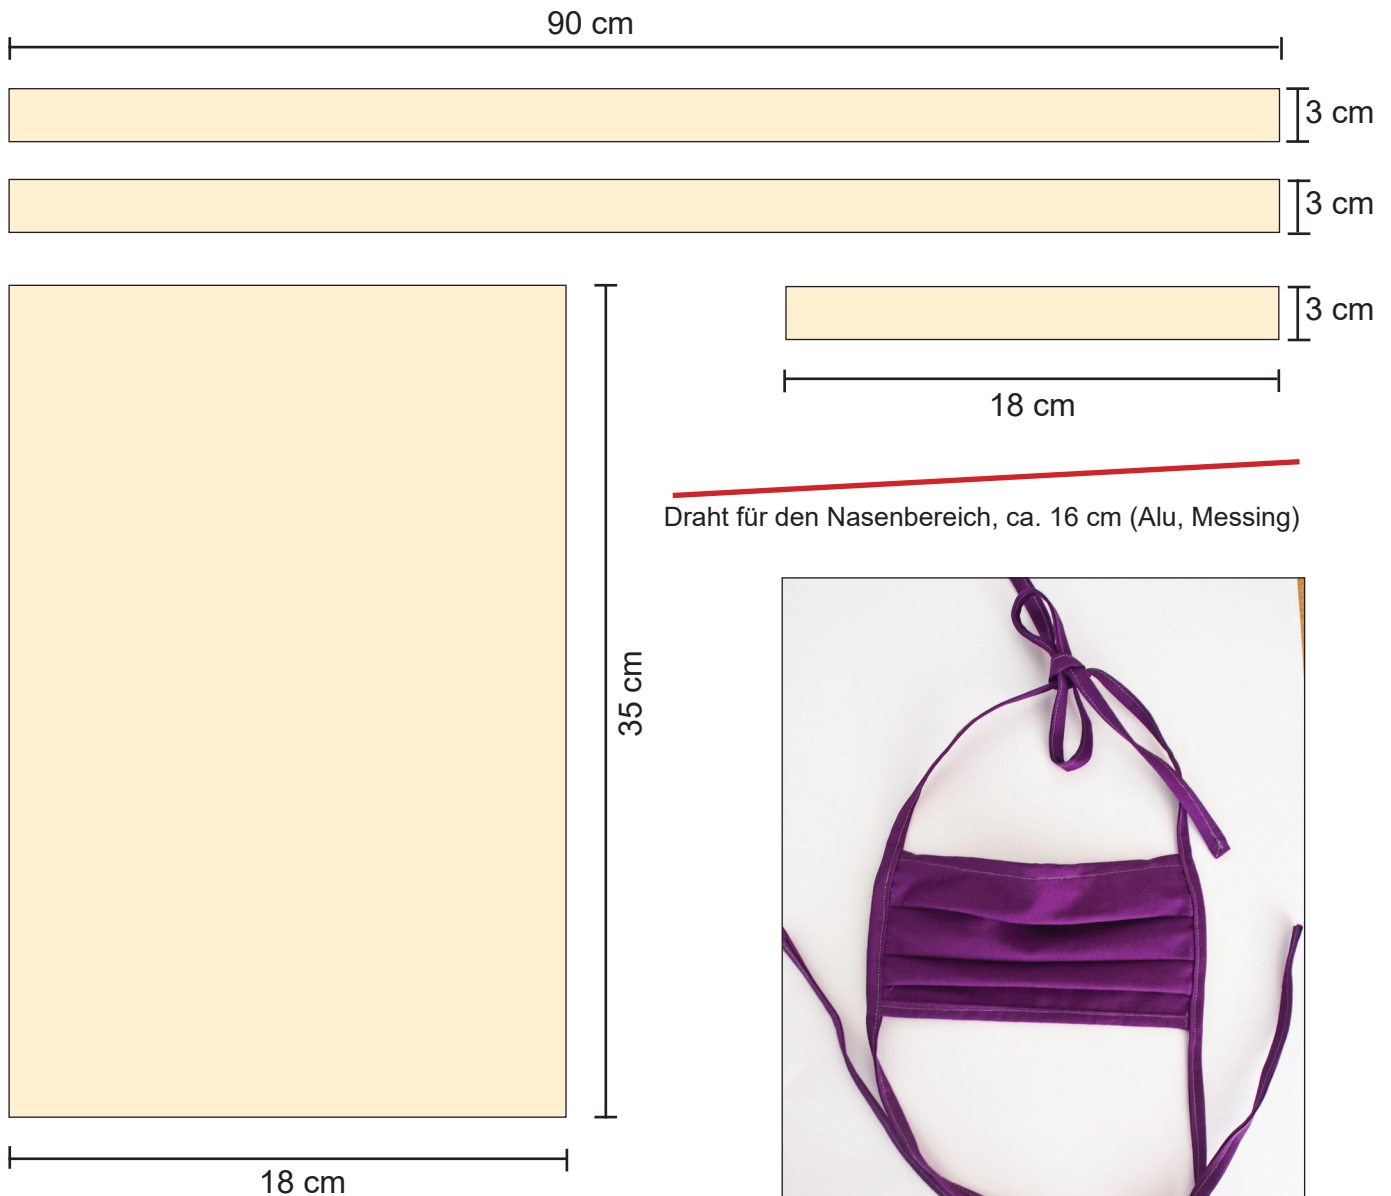 90 cm
3 cm
3 cm
3 cm
18 cm
Draht für den Nasenbereich, ca. 16 cm (Alu, Messing)
35 cm
18 cm